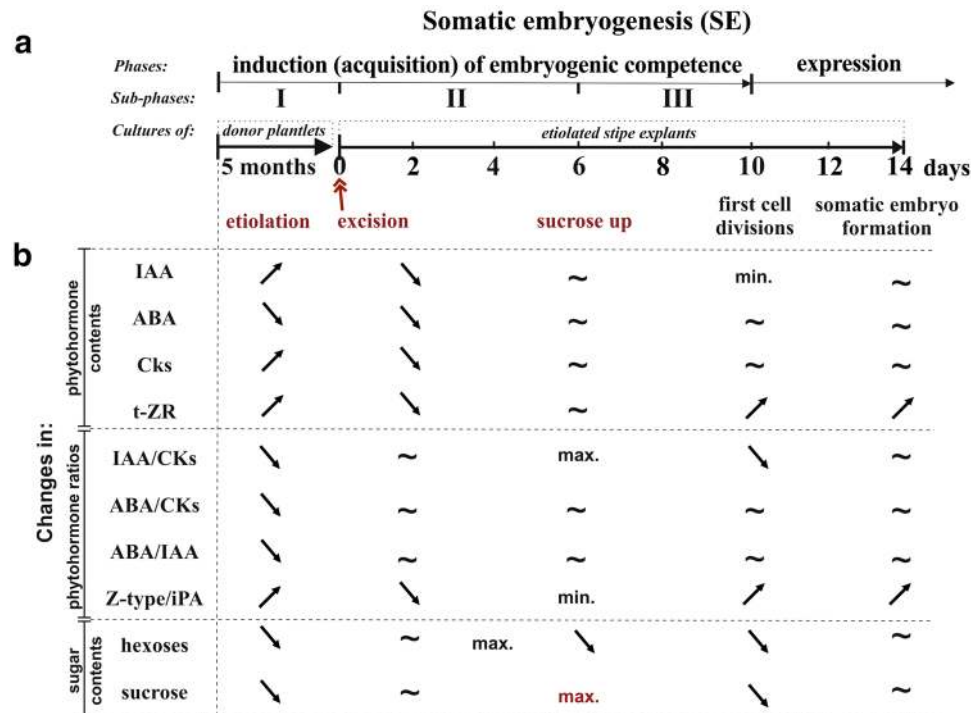 Somatic embryogenesis (SE)
a
Phases: induction (acquisition) of embryogenic competence expression
Sub-phases: I II III
Cultures of: donor plantlets etiolated stipe explants
5 months 0 2 4 6 8 10 12 14 days
etiolation excision sucrose up first cell divisions somatic embryo formation
b
Changes in:
phytohormone contents
IAA ~ min. ~
ABA ~ ~ ~
Cks ~ ~ ~
t-ZR ~
phytohormone ratios
IAA/CKs ~ max. ~
ABA/CKs ~ ~ ~ ~
ABA/IAA ~ ~ ~ ~
Z-type/iPA min.
sugar contents
hexoses ~ max. ~
sucrose ~ max. ~